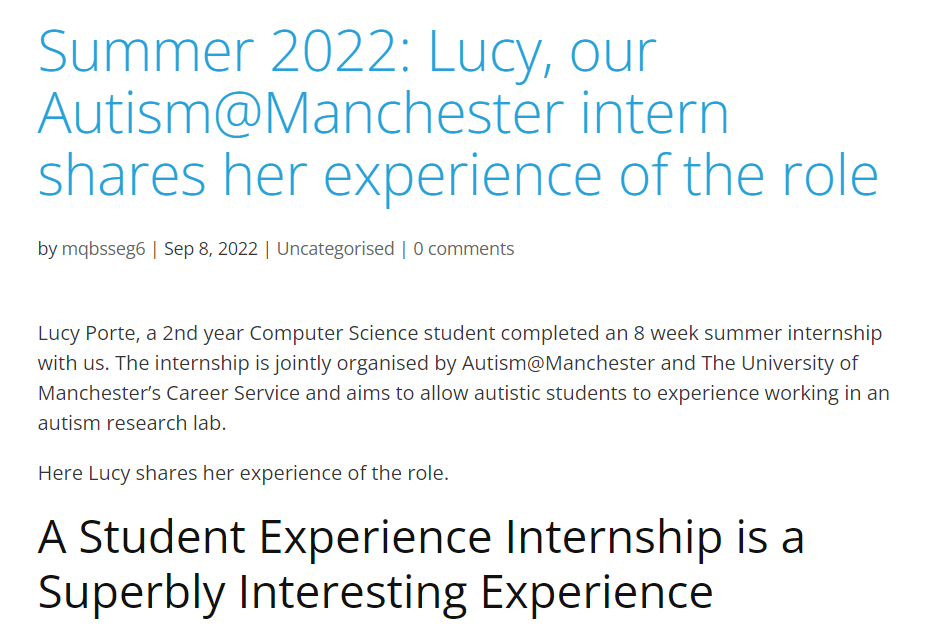 Summer 2022: Lucy, our
Autism@Manchester intern
shares her experience of the role
by mqbsseg6 | Sep 8, 2022 | Uncategorised | 0 comments
Lucy Porte, a 2nd year Computer Science student completed an 8 week summer internship
with us. The internship is jointly organised by Autism@Manchester and The University of
Manchester’s Career Service and aims to allow autistic students to experience working in an
autism research lab.
Here Lucy shares her experience of the role.
A Student Experience Internship is a
Superbly Interesting Experience